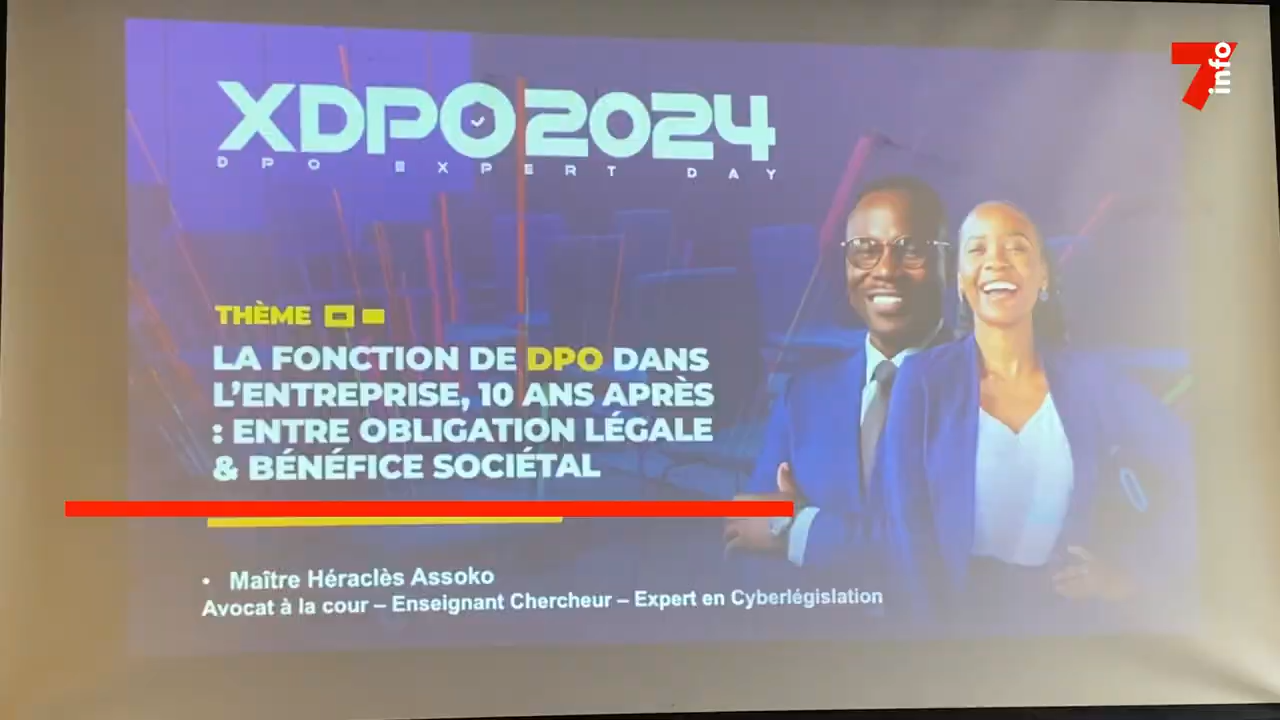 7info
XDPO2024
DPO EXPERT DAY
THÈME
LA FONCTION DE DPO DANS
L'ENTREPRISE, 10 ANS APRÈS
: ENTRE OBLIGATION LÉGALE
& BÉNÉFICE SOCIÉTAL
• Maître Héraclès Assoko
Avocat à la cour – Enseignant Chercheur – Expert en Cyberlégislation